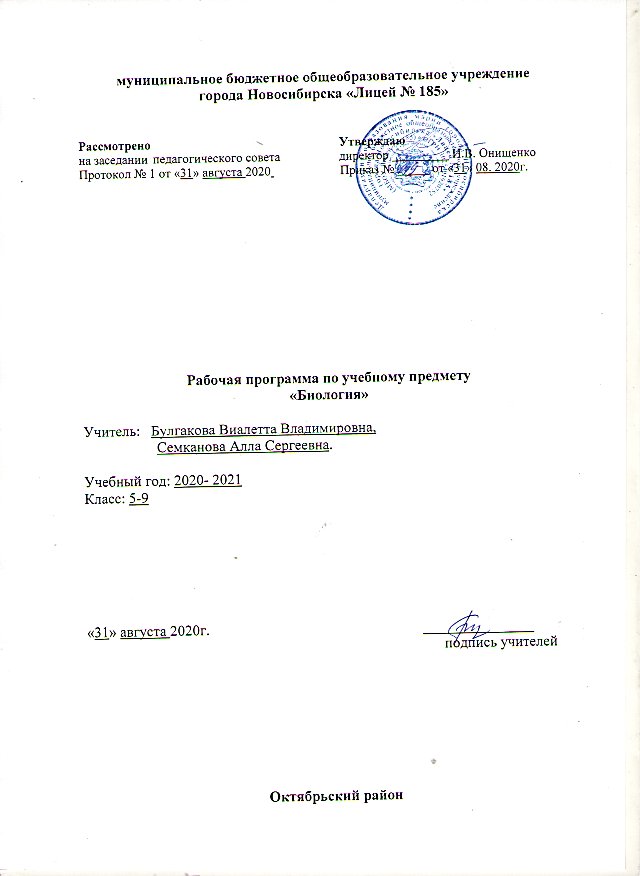 муниципальное бюджетное общеобразовательное учреждение
города Новосибирска «Лицей № 185»
Рассмотрено
на заседании педагогического совета
Протокол № 1 от «31» августа 2020
Утверждаю
директор И.В. Онищенко
Приказ № от «31» 08. 2020г.
Рабочая программа по учебному предмету
«Биология»
Учитель: Булгакова Виалетта Владимировна,
Семканова Алла Сергеевна.
Учебный год: 2020- 2021
Класс: 5-9
«31» августа 2020г.
подпись учителей
Октябрьский район